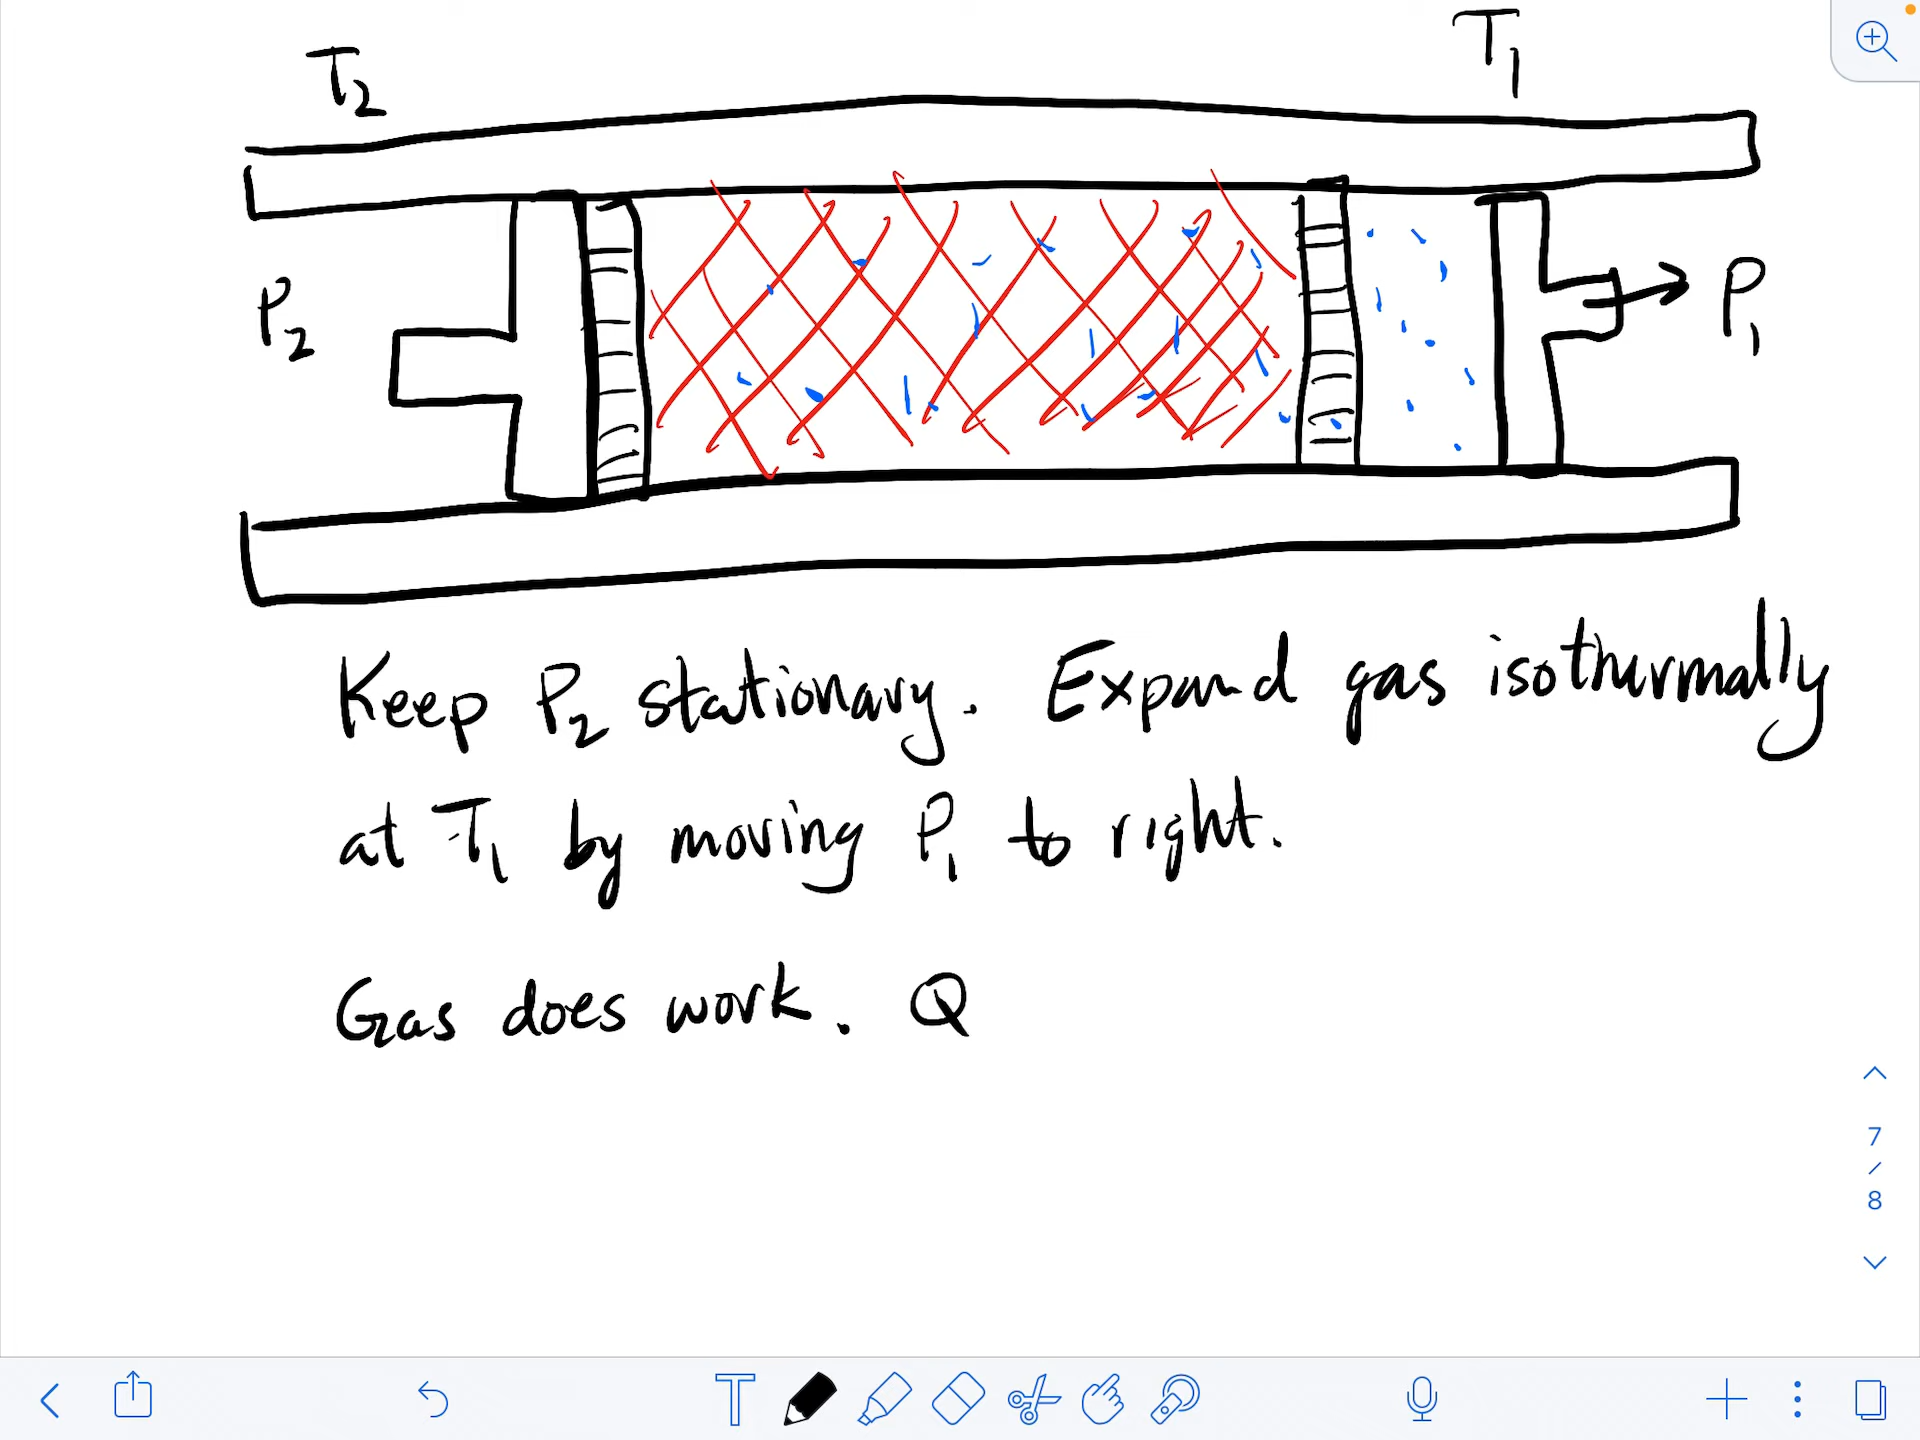 T2
T1
P2
P1
Keep P2 stationary. Expand gas isothermally
at T1 by moving P1 to right.
Gas does work. Q
7
/
8
T